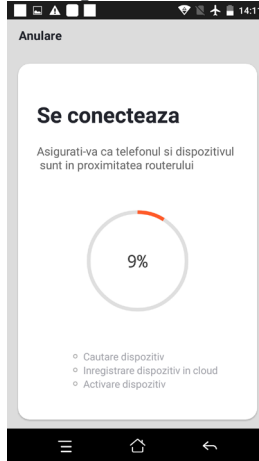 14:11
Anulare
Se conecteaza
Asigurati-va ca telefonul si dispozitivul
sunt in proximitatea routerului
9%
Cautare dispozitiv
Inregistrare dispozitiv in cloud
Activare dispozitiv